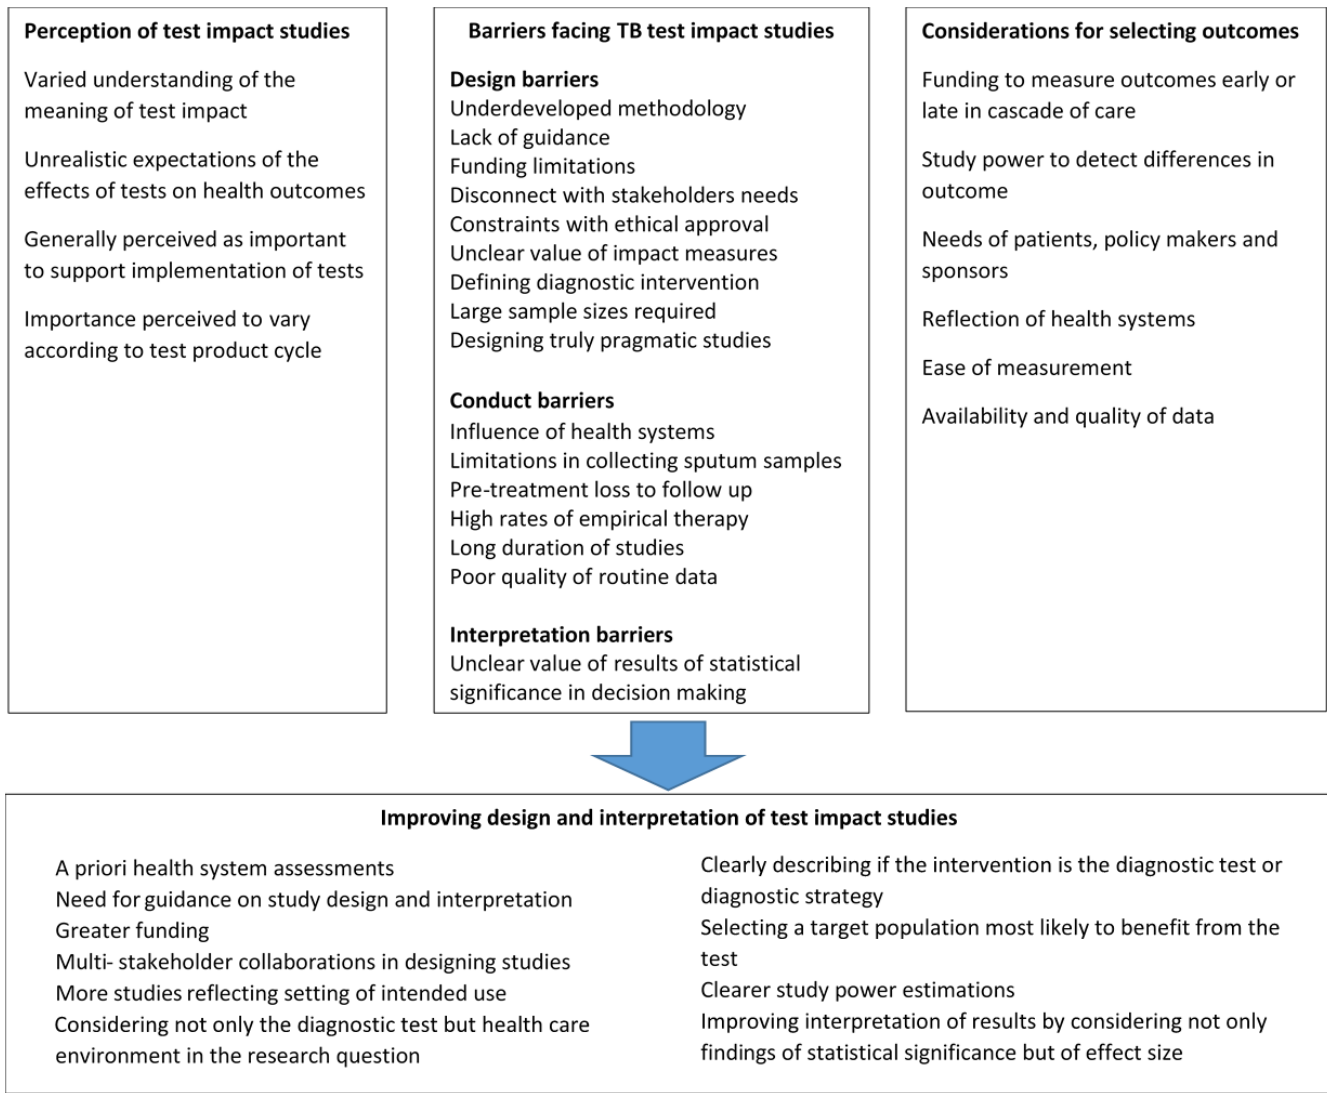 Perception of test impact studies
Varied understanding of the
meaning of test impact
Unrealistic expectations of the
effects of tests on health outcomes
Generally perceived as important
to support implementation of tests
Importance perceived to vary
according to test product cycle
Barriers facing TB test impact studies
Design barriers
Underdeveloped methodology
Lack of guidance
Funding limitations
Disconnect with stakeholders needs
Constraints with ethical approval
Unclear value of impact measures
Defining diagnostic intervention
Large sample sizes required
Designing truly pragmatic studies
Conduct barriers
Influence of health systems
Limitations in collecting sputum samples
Pre-treatment loss to follow up
High rates of empirical therapy
Long duration of studies
Poor quality of routine data
Interpretation barriers
Unclear value of results of statistical
significance in decision making
Considerations for selecting outcomes
Funding to measure outcomes early or
late in cascade of care
Study power to detect differences in
outcome
Needs of patients, policy makers and
sponsors
Reflection of health systems
Ease of measurement
Availability and quality of data
Improving design and interpretation of test impact studies
A priori health system assessments
Need for guidance on study design and interpretation
Greater funding
Multi- stakeholder collaborations in designing studies
More studies reflecting setting of intended use
Considering not only the diagnostic test but health care
environment in the research question
Clearly describing if the intervention is the diagnostic test or
diagnostic strategy
Selecting a target population most likely to benefit from the
test
Clearer study power estimations
Improving interpretation of results by considering not only
findings of statistical significance but of effect size